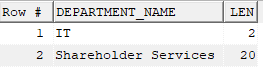 Row # DEPARTMENT_NAME LEN
1 IT 2
2 Shareholder Services 20